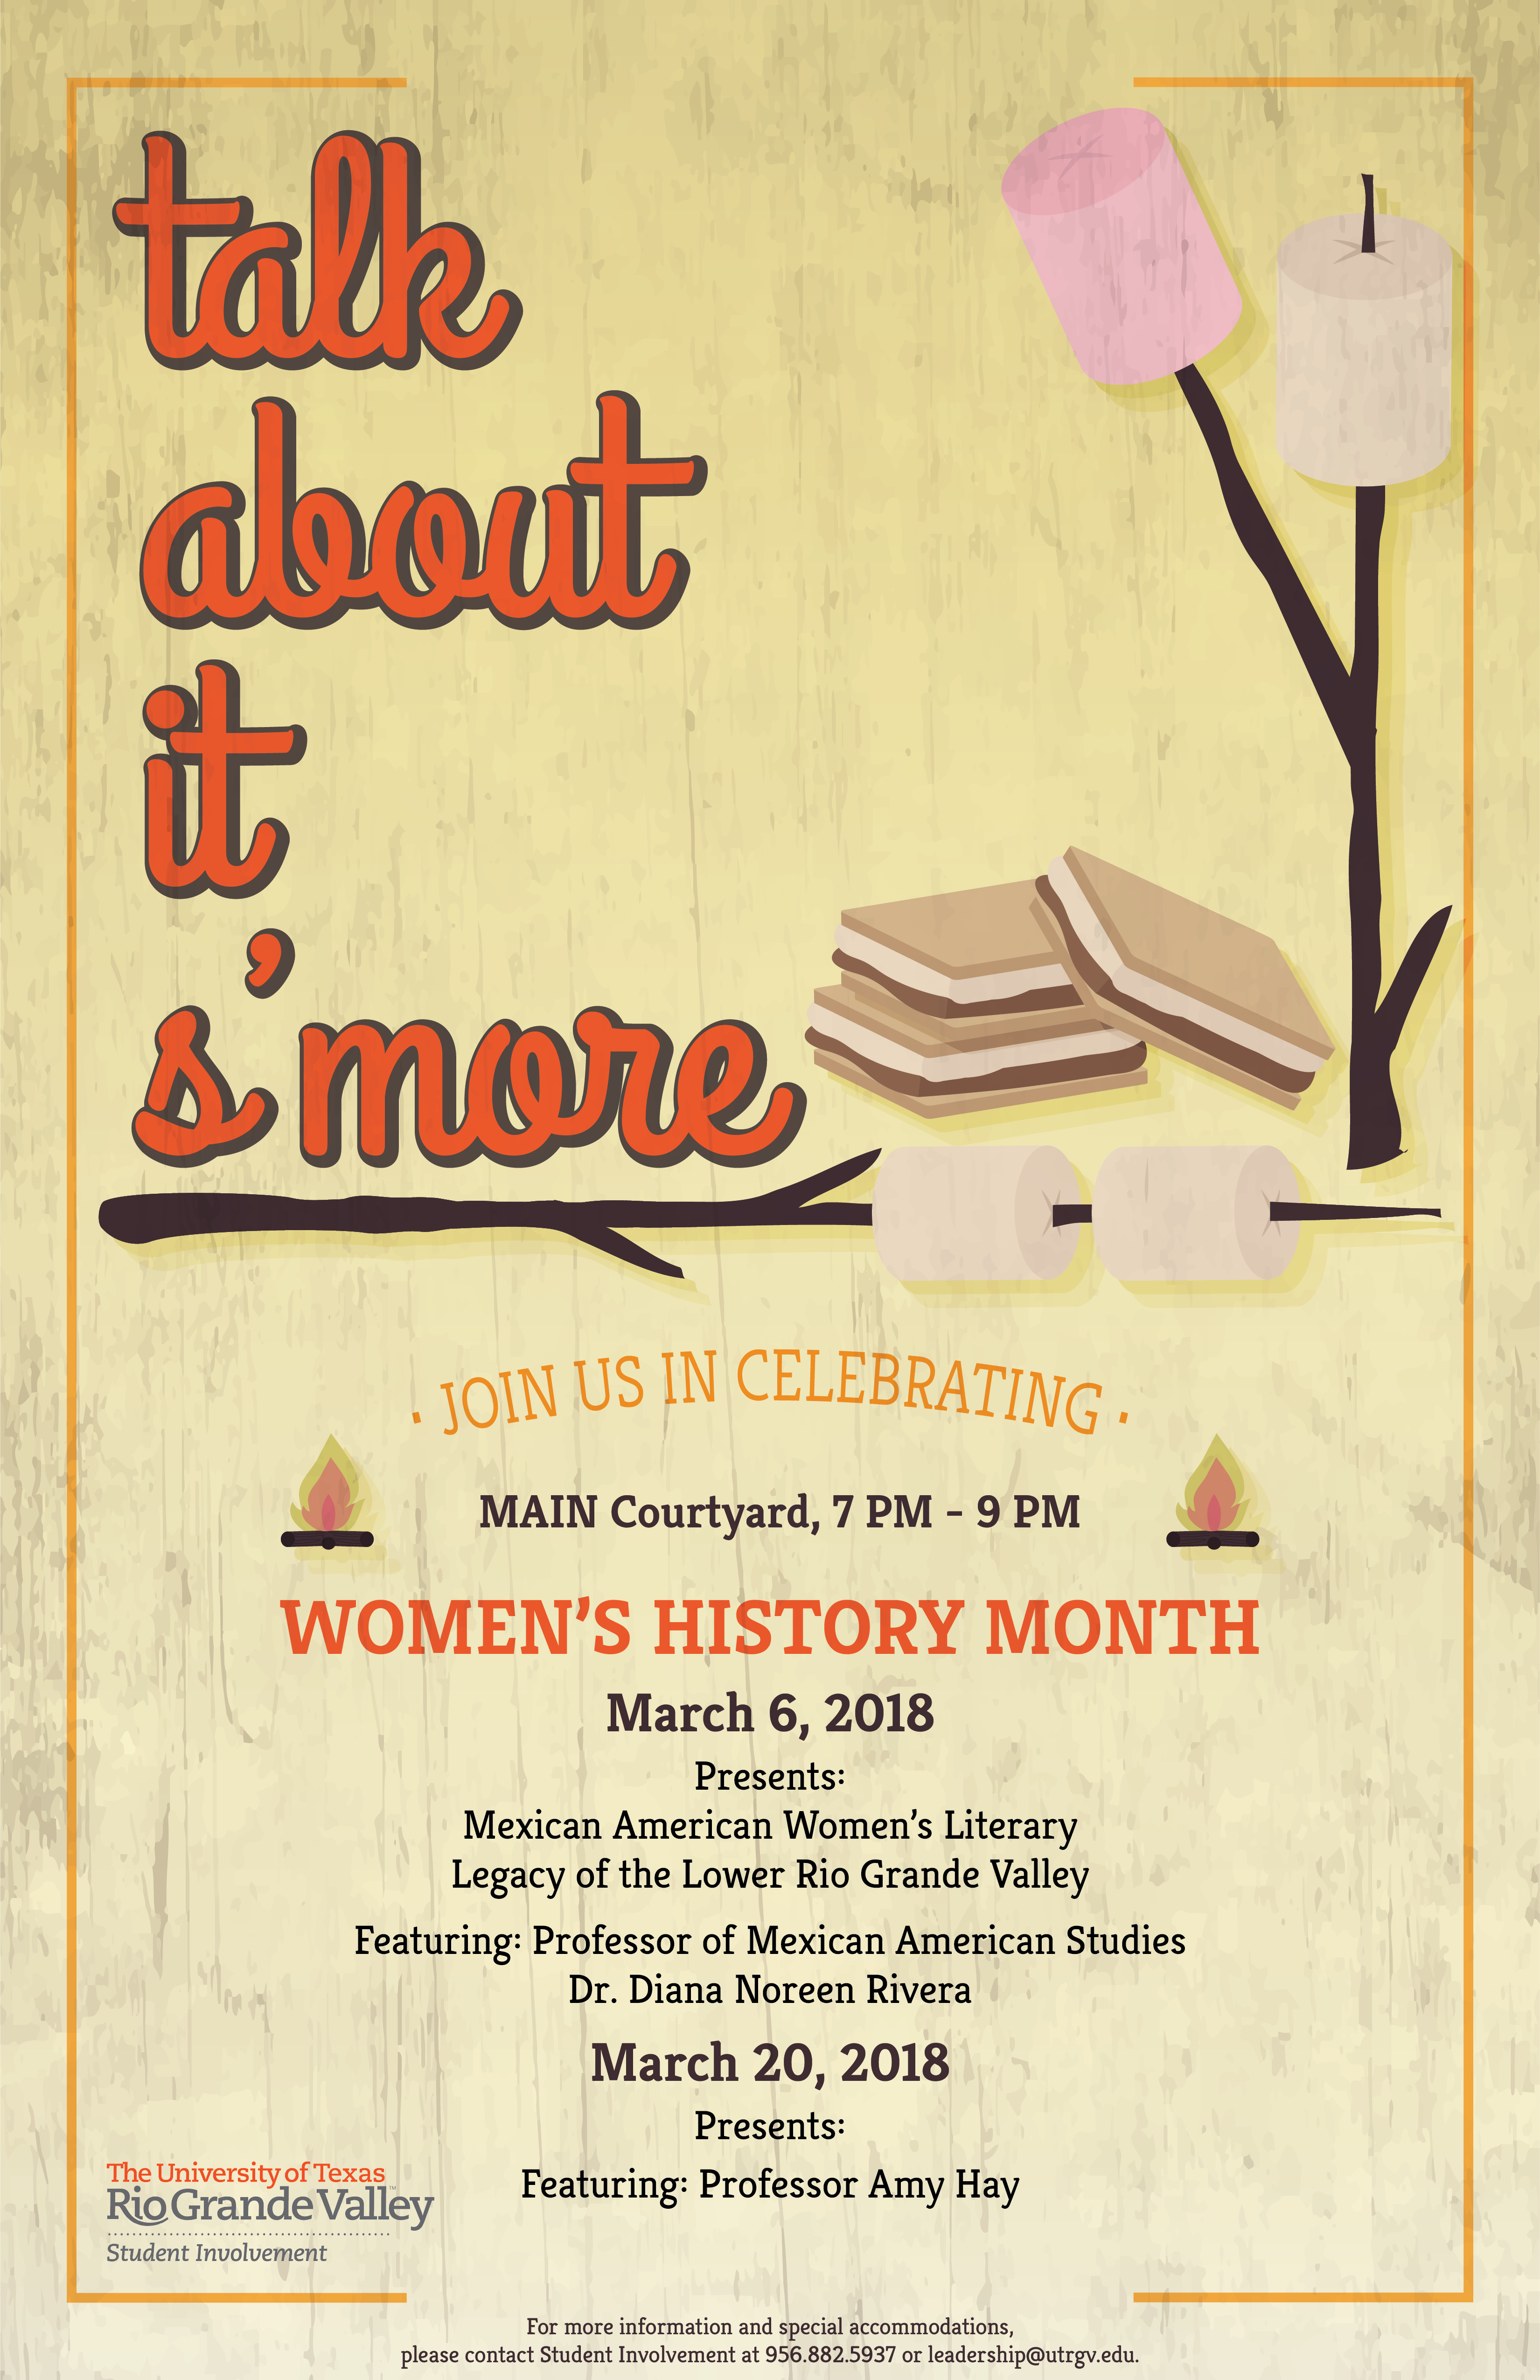 talk
about
it
s'more
· JOIN US IN CELEBRATING ·
MAIN Courtyard, 7 PM – 9 PM
WOMEN’S HISTORY MONTH
March 6, 2018
Presents:
Mexican American Women’s Literary
Legacy of the Lower Rio Grande Valley
Featuring: Professor of Mexican American Studies
Dr. Diana Noreen Rivera
March 20, 2018
Presents:
Featuring: Professor Amy Hay
The University of Texas
Rio Grande Valley™
Student Involvement
For more information and special accommodations,
please contact Student Involvement at 956.882.5937 or leadership@utrgv.edu.